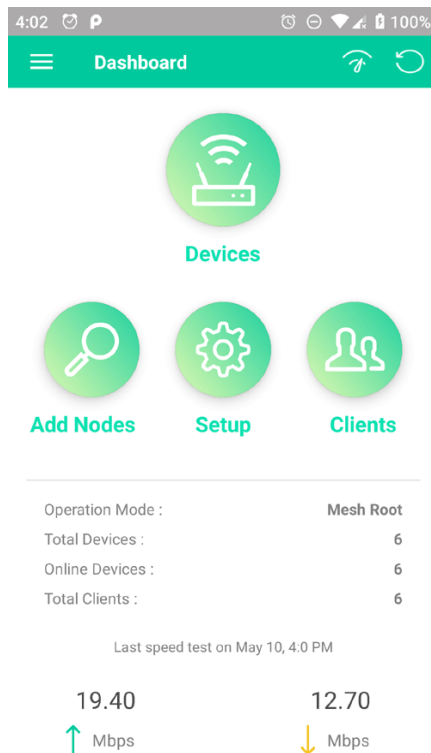 4:02 100%
Dashboard
Devices
Add Nodes Setup Clients
Operation Mode : Mesh Root
Total Devices : 6
Online Devices : 6
Total Clients : 6
Last speed test on May 10, 4:0 PM
19.40 12.70
Mbps Mbps